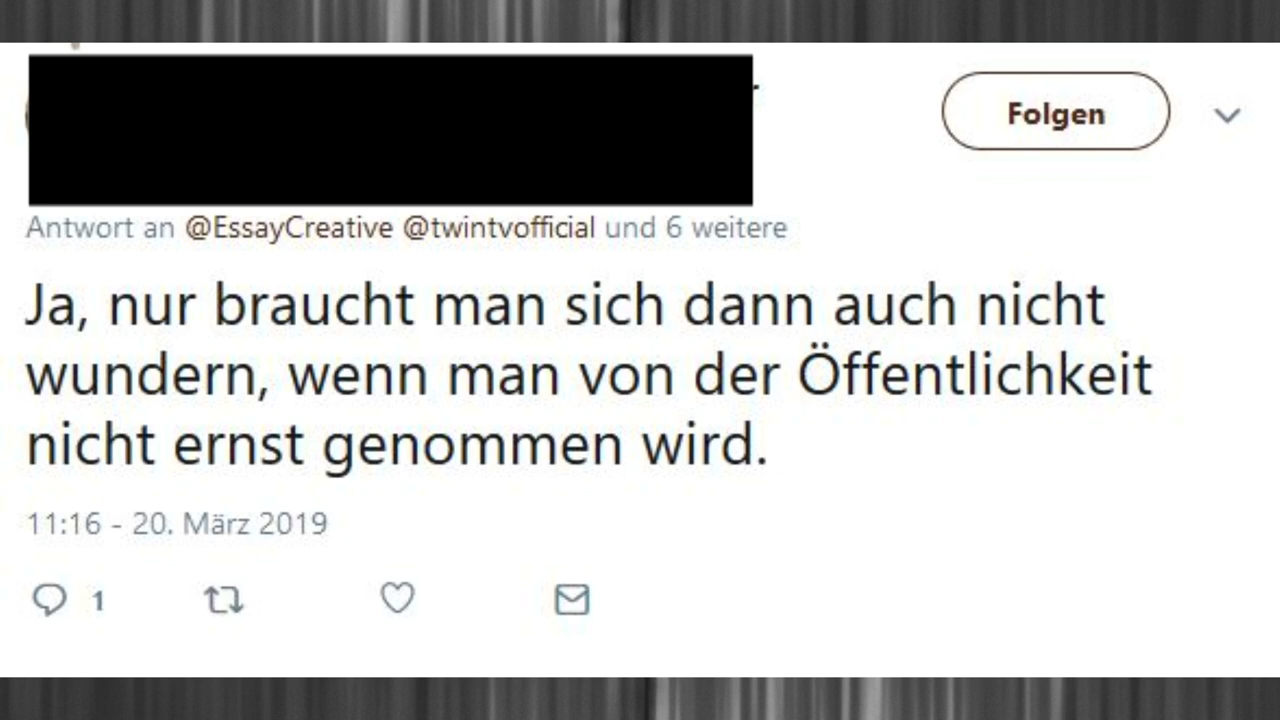 Folgen
Antwort an @EssayCreative @twintvofficial und 6 weitere
Ja, nur braucht man sich dann auch nicht
wundern, wenn man von der Öffentlichkeit
nicht ernst genommen wird.
11:16 - 20. März 2019
1